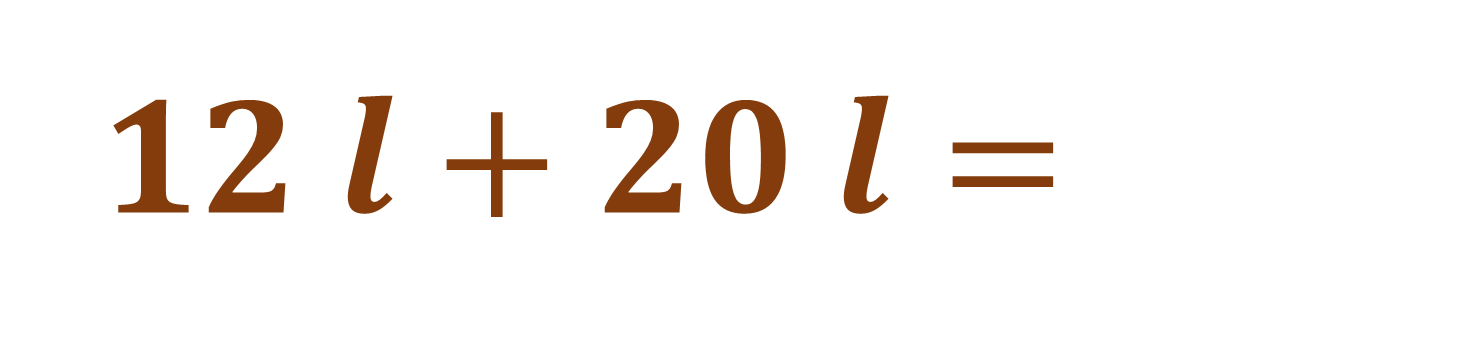 12 l + 20 l =